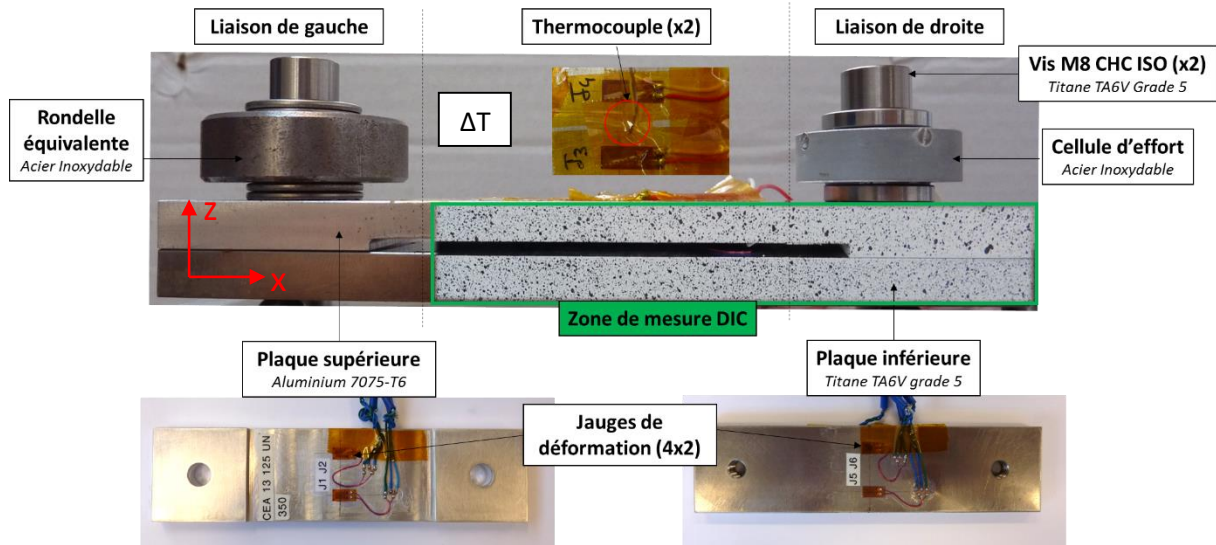 Liaison de gauche
Thermocouple (x2)
Liaison de droite
Vis M8 CHC ISO (x2)
Titane TA6V Grade 5
Rondelle
équivalente
Acier Inoxydable
ΔT
J4
J3
Cellule d'effort
Acier Inoxydable
Z
X
Zone de mesure DIC
Plaque supérieure
Aluminium 7075-T6
Plaque inférieure
Titane TA6V grade 5
Jauges de
déformation (4x2)
CEA 13 125 UN
350
J1 J2
J5 J6